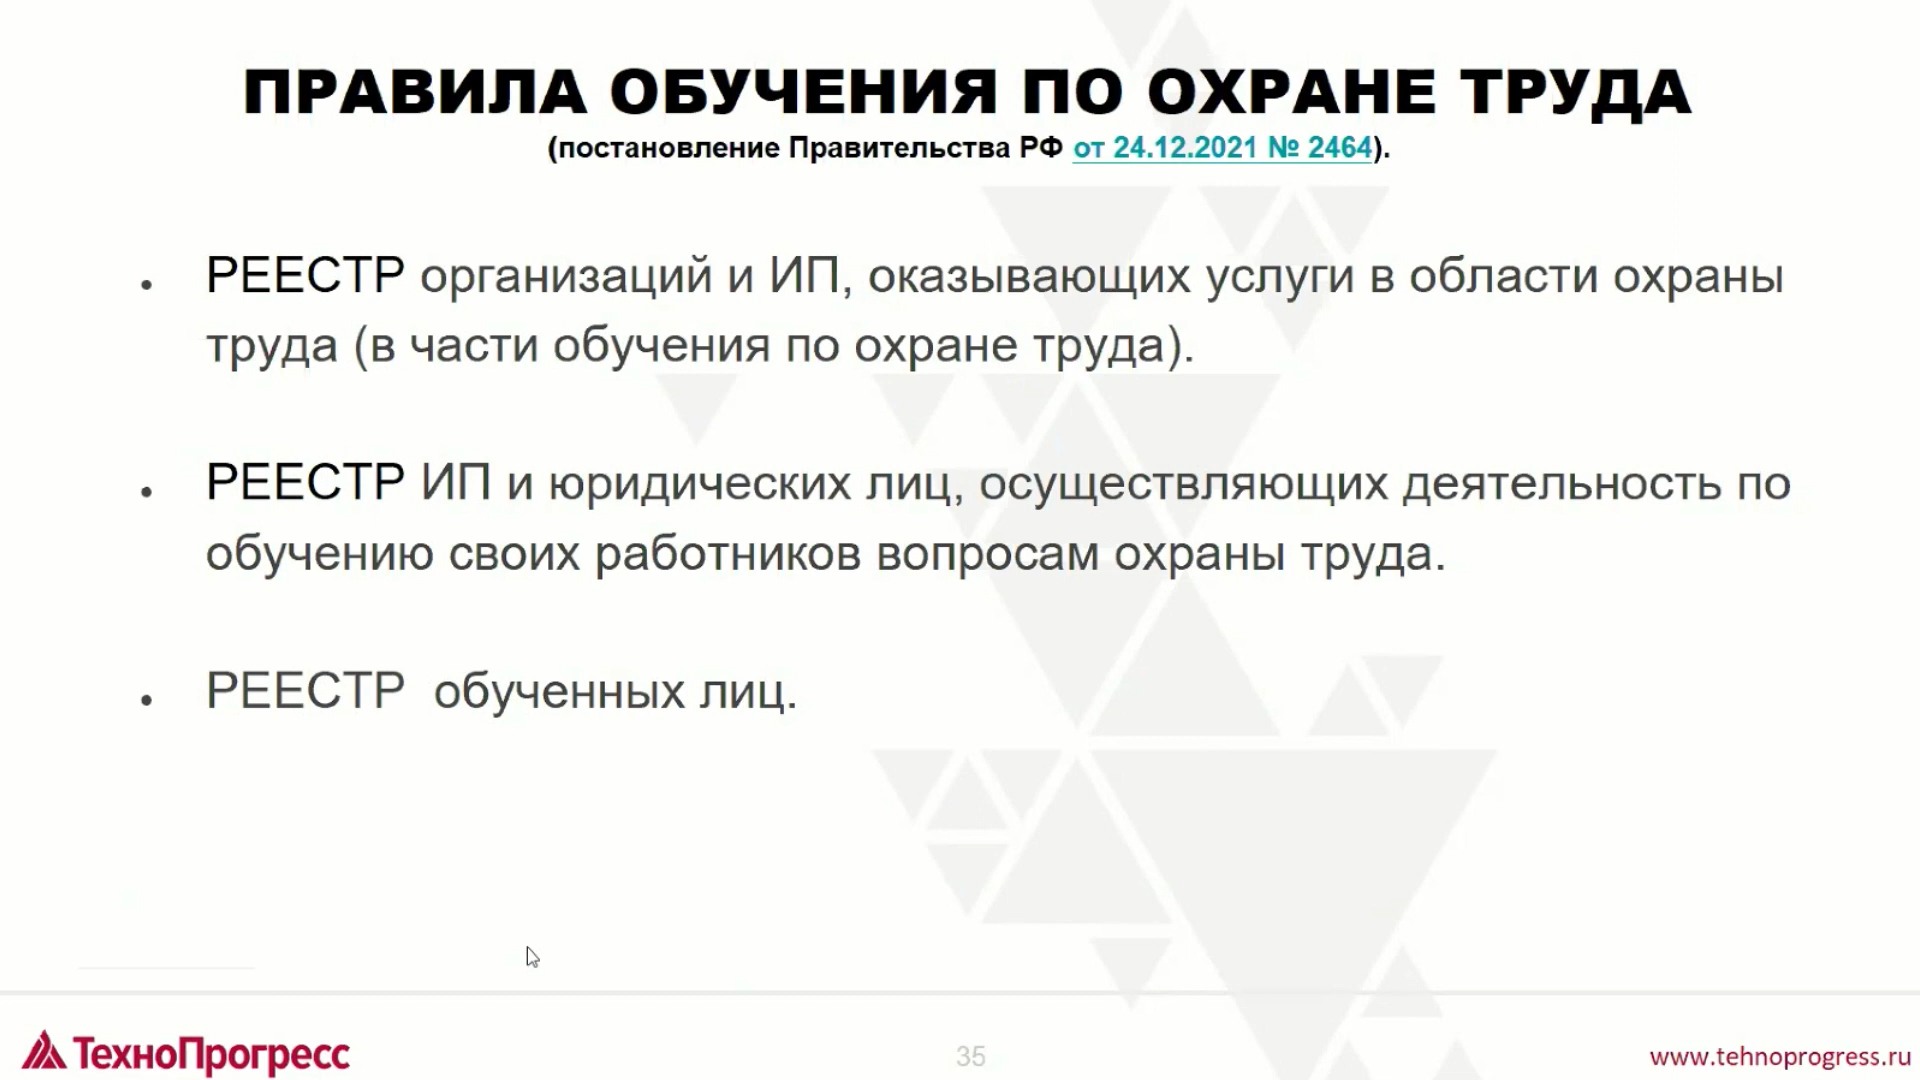 ПРАВИЛА ОБУЧЕНИЯ ПО ОХРАНЕ ТРУДА
(постановление Правительства РФ от 24.12.2021 № 2464).
• РЕЕСТР организаций и ИП, оказывающих услуги в области охраны
труда (в части обучения по охране труда).
• РЕЕСТР ИП и юридических лиц, осуществляющих деятельность по
обучению своих работников вопросам охраны труда.
• РЕЕСТР обученных лиц.
ТехноПрогресс
35
www.tehnoprogress.ru